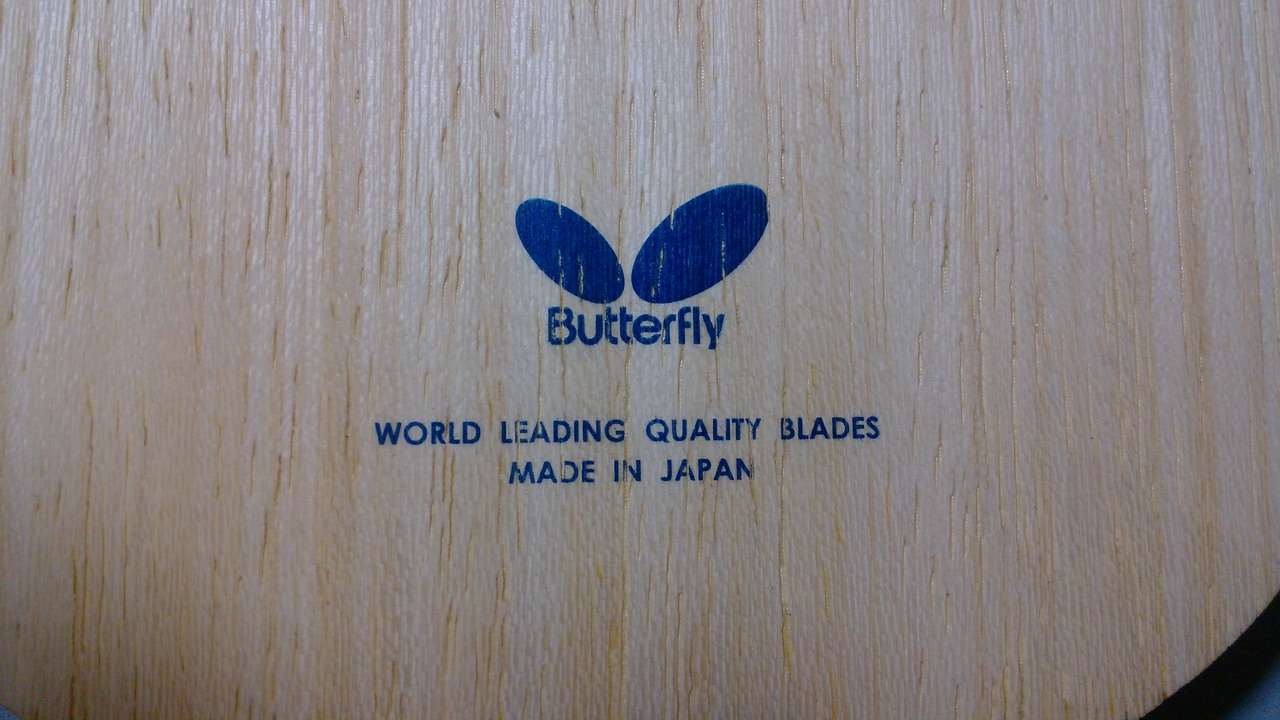 Butterfly
WORLD LEADING QUALITY BLADES
MADE IN JAPAN